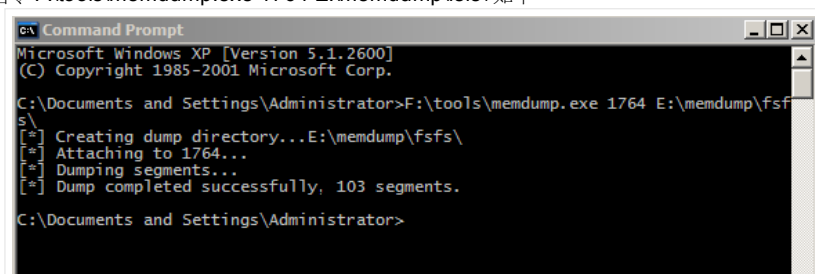 Command Prompt
Microsoft Windows XP [Version 5.1.2600]
(C) Copyright 1985-2001 Microsoft Corp.
C:\Documents and Settings\Administrator>F:\tools\memdump.exe 1764 E:\memdump\fsf
s\
[*] Creating dump directory...E:\memdump\fsfs\
[*] Attaching to 1764...
[*] Dumping segments...
[*] Dump completed successfully, 103 segments.
C:\Documents and Settings\Administrator>